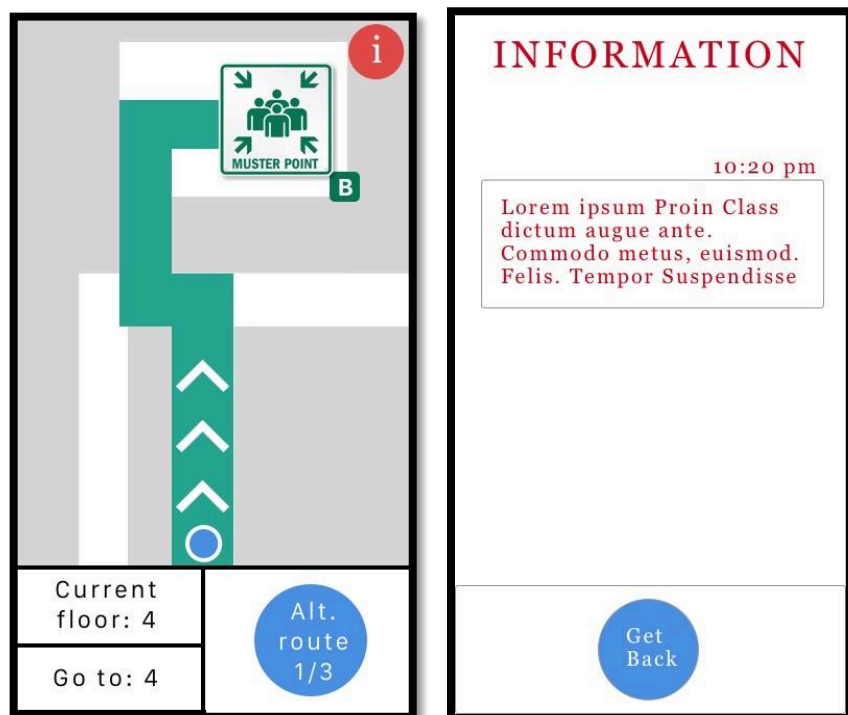 i
MUSTER POINT
B
Current
floor: 4
Go to: 4
Alt.
route
1/3
INFORMATION
10:20 pm
Lorem ipsum Proin Class
dictum augue ante.
Commodo metus, euismod.
Felis. Tempor Suspendisse
Get
Back